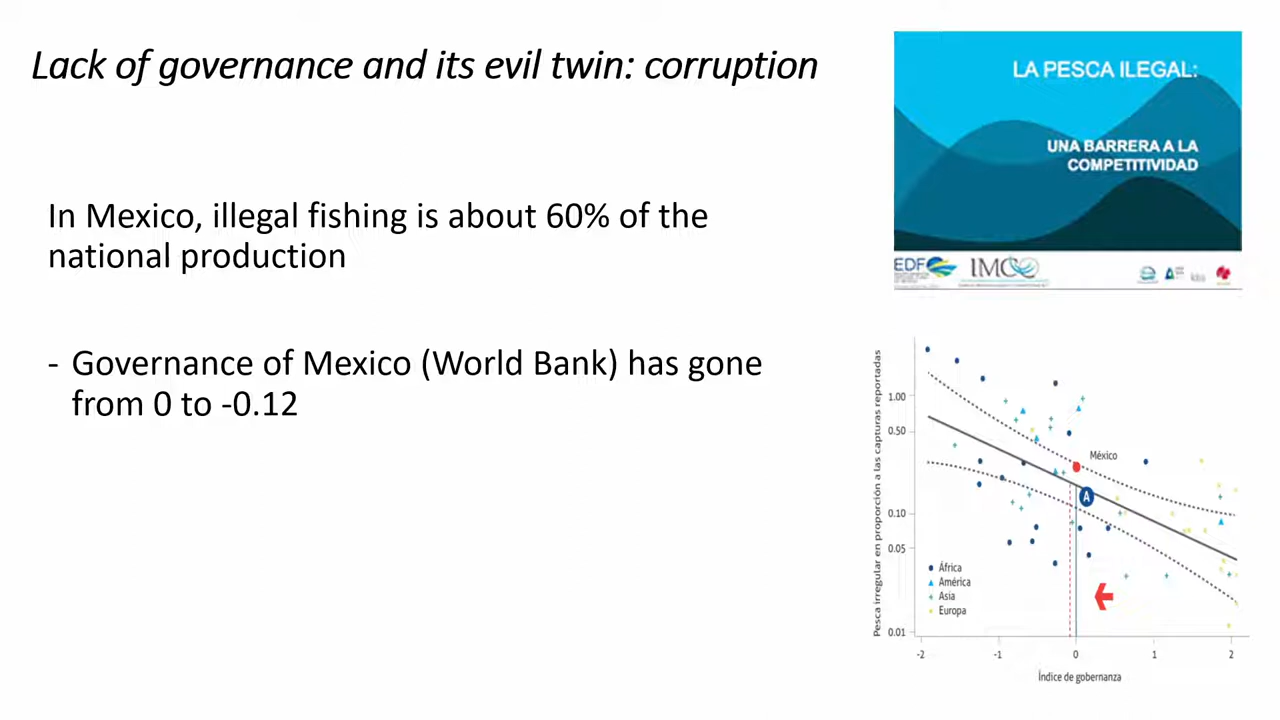 Lack of governance and its evil twin: corruption
LA PESCA ILEGAL:
UNA BARRERA A LA
COMPETITIVIDAD
EDF
IMCO
In Mexico, illegal fishing is about 60% of the
national production
- Governance of Mexico (World Bank) has gone
from 0 to -0.12
Pesca irregular en proporción a las capturas reportadas
1.00
0.50
0.10
0.05
0.01
México
A
África
América
Asia
Europa
-2
-1
0
1
2
Índice de gobernanza